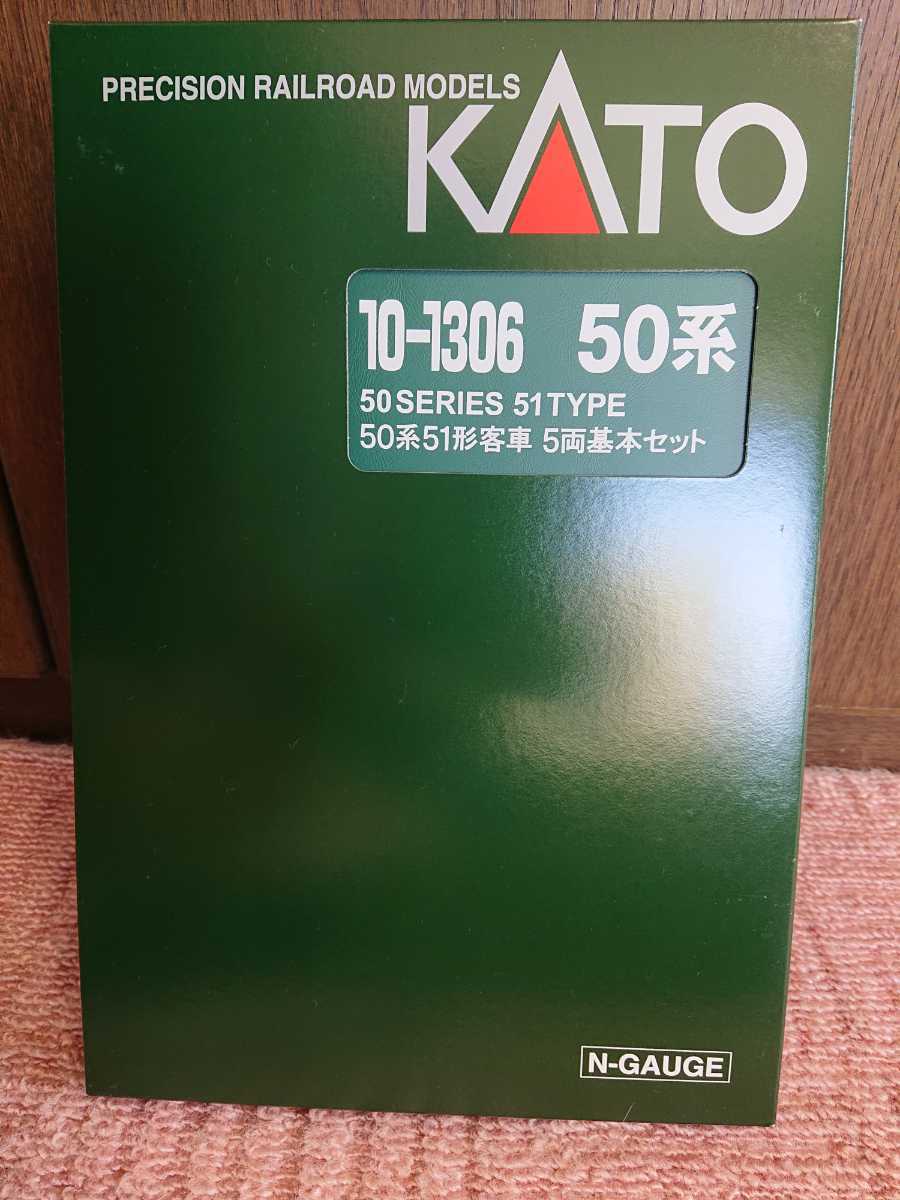 PRECISION RAILROAD MODELS
KATO
10-1306 50系
50 SERIES 51 TYPE
50系51形客車 5両基本セット
N-GAUGE